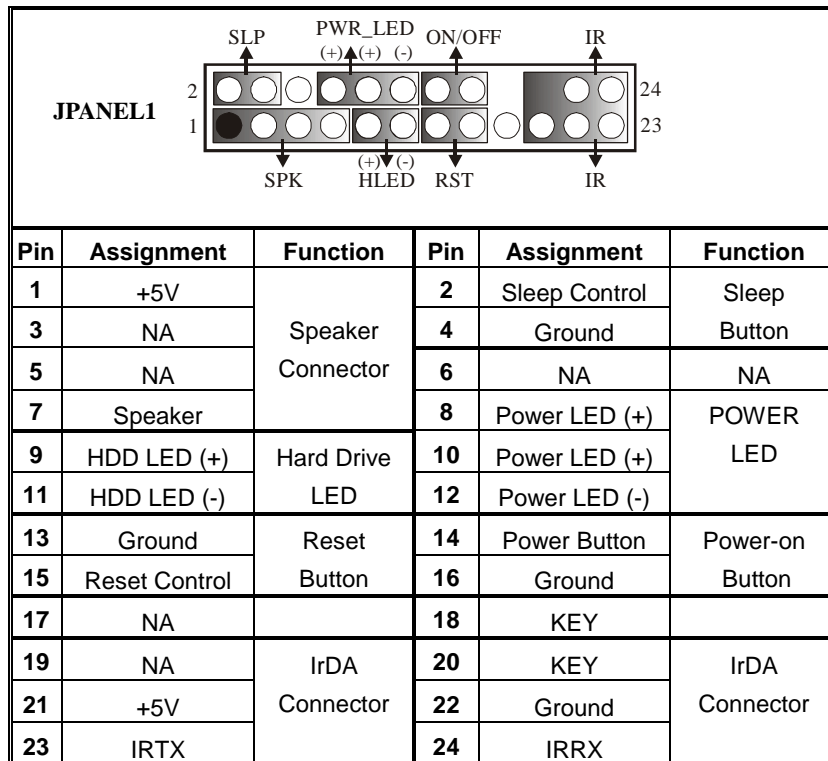 SLP PWR_LED ON/OFF IR
(+) (+) (-)
2 24
JPANEL1
1 23
(+) (-)
SPK HLED RST IR
Pin Assignment Function Pin Assignment Function
1 +5V Speaker Connector 2 Sleep Control Sleep Button
3 NA 4 Ground
5 NA 6 NA NA
7 Speaker 8 Power LED (+) POWER LED
9 HDD LED (+) Hard Drive LED 10 Power LED (+)
11 HDD LED (-) 12 Power LED (-)
13 Ground Reset Button 14 Power Button Power-on Button
15 Reset Control 16 Ground
17 NA 18 KEY
19 NA IrDA Connector 20 KEY IrDA Connector
21 +5V 22 Ground
23 IRTX 24 IRRX